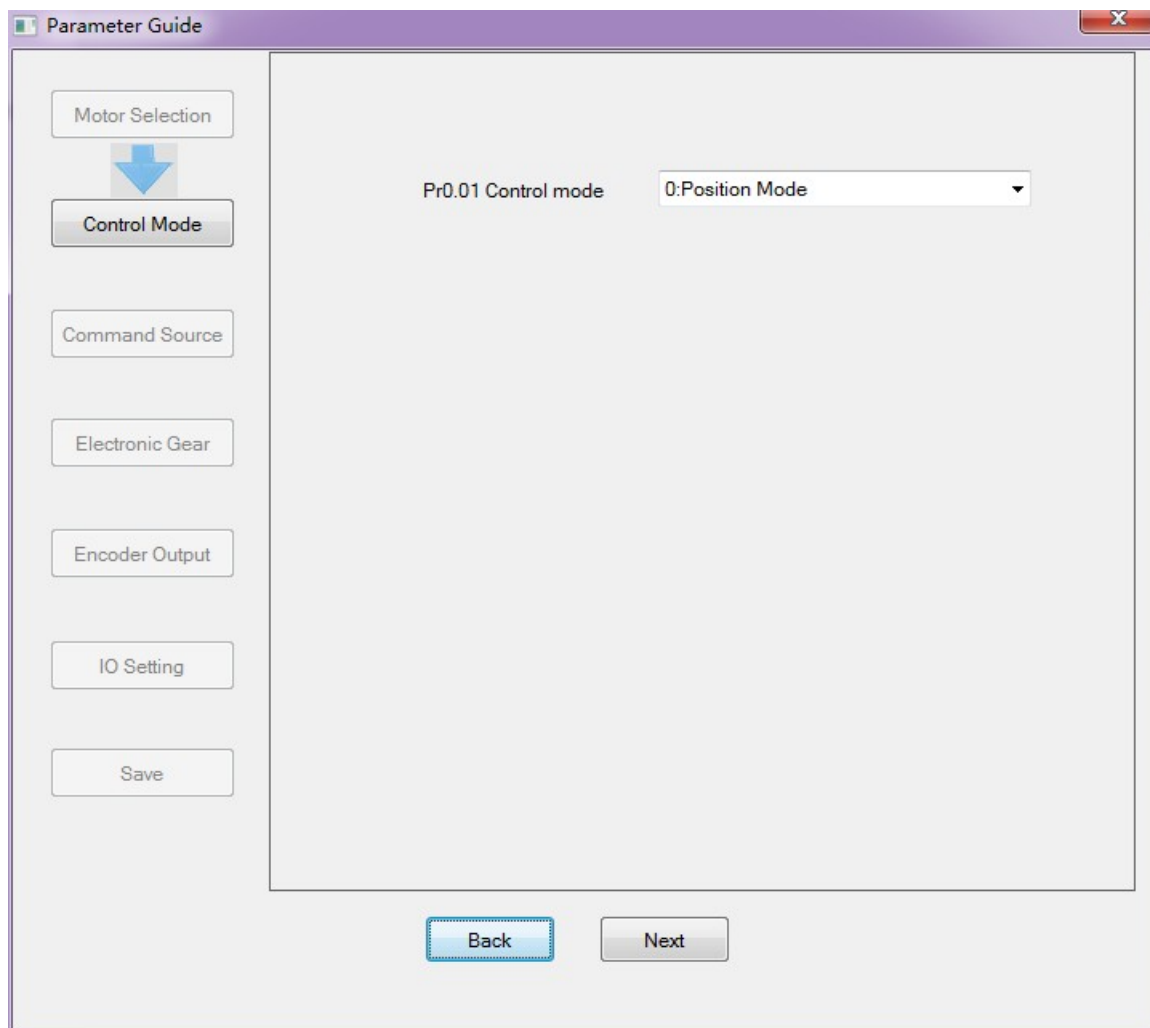 Parameter Guide
Motor Selection
Control Mode
Command Source
Electronic Gear
Encoder Output
IO Setting
Save
Pr0.01 Control mode
0:Position Mode
Back
Next